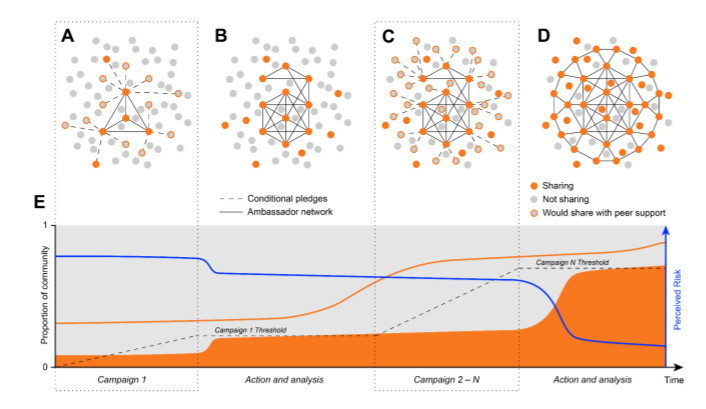 A
B
C
D
Conditional pledges
Ambassador network
Sharing
Not sharing
Would share with peer support
E
1
Proportion of community
0
Campaign 1 Threshold
Campaign N Threshold
Perceived Risk
Campaign 1
Action and analysis
Campaign 2 – N
Action and analysis
Time